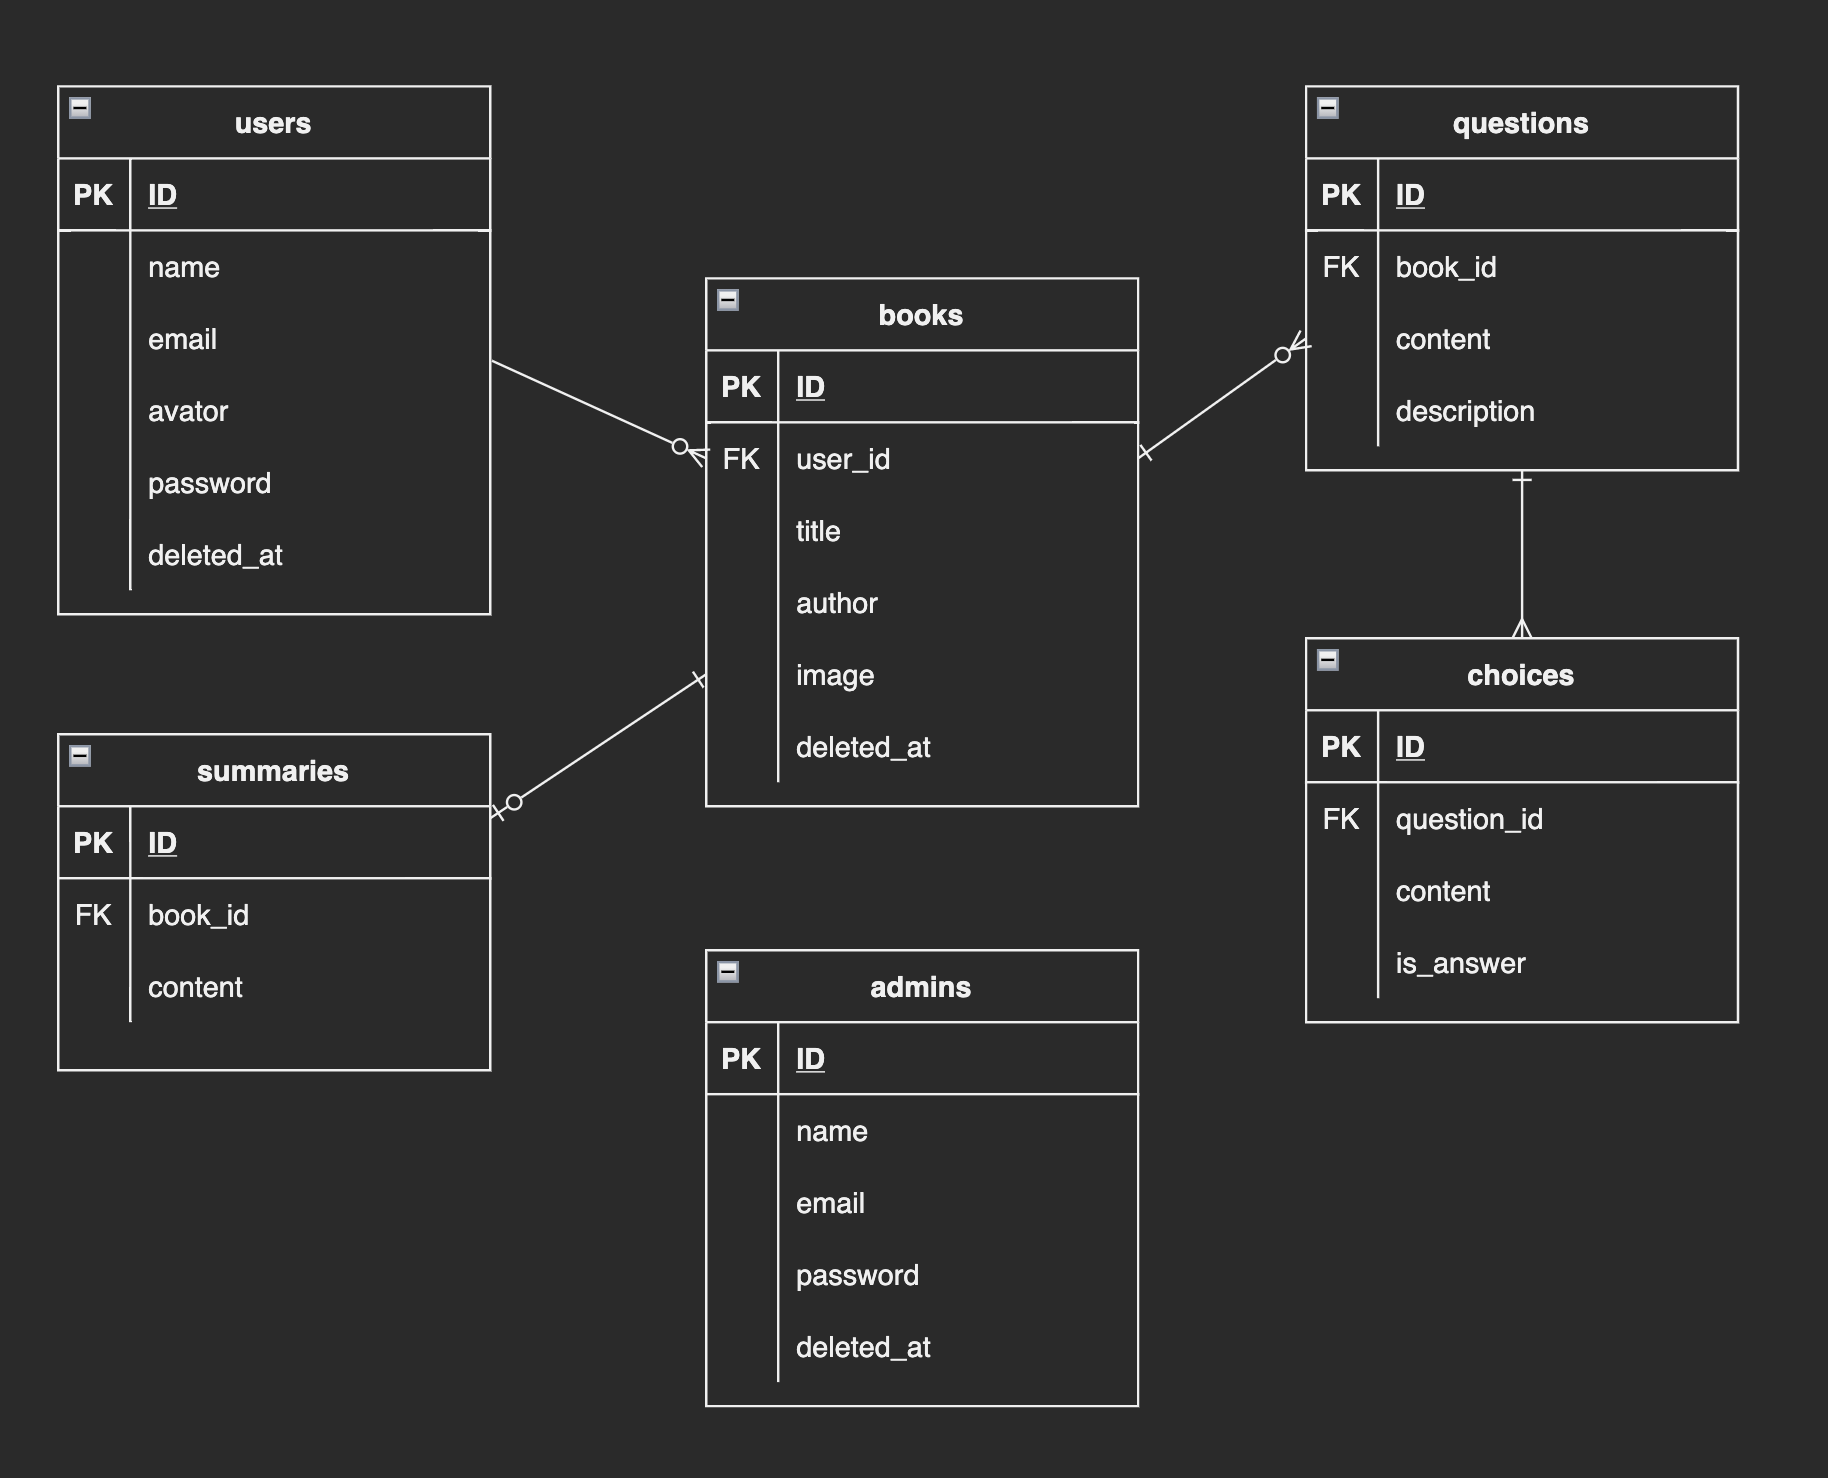 users
PK ID
name
email
avator
password
deleted_at
books
PK ID
FK user_id
title
author
image
deleted_at
questions
PK ID
FK book_id
content
description
summaries
PK ID
FK book_id
content
choices
PK ID
FK question_id
content
is_answer
admins
PK ID
name
email
password
deleted_at